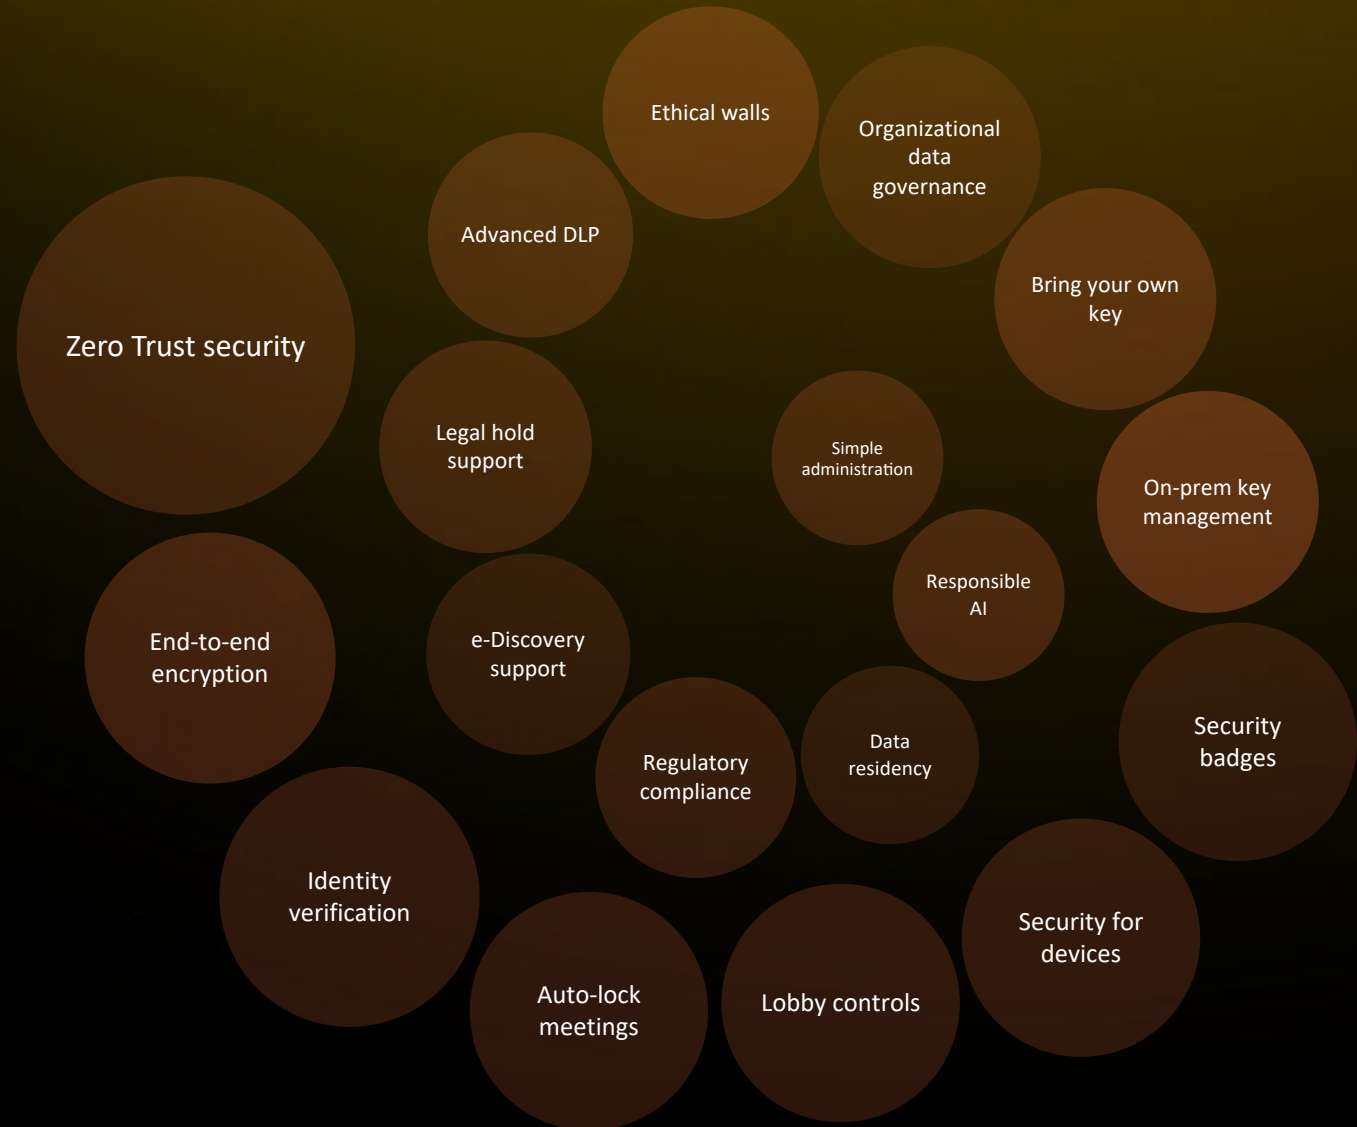 Ethical walls
Organizational
data
governance
Advanced DLP
Bring your own
key
Zero Trust security
Legal hold
support
Simple
administration
On-prem key
management
Responsible
AI
End-to-end
encryption
e-Discovery
support
Security
badges
Regulatory
compliance
Data
residency
Identity
verification
Security for
devices
Auto-lock
meetings
Lobby controls